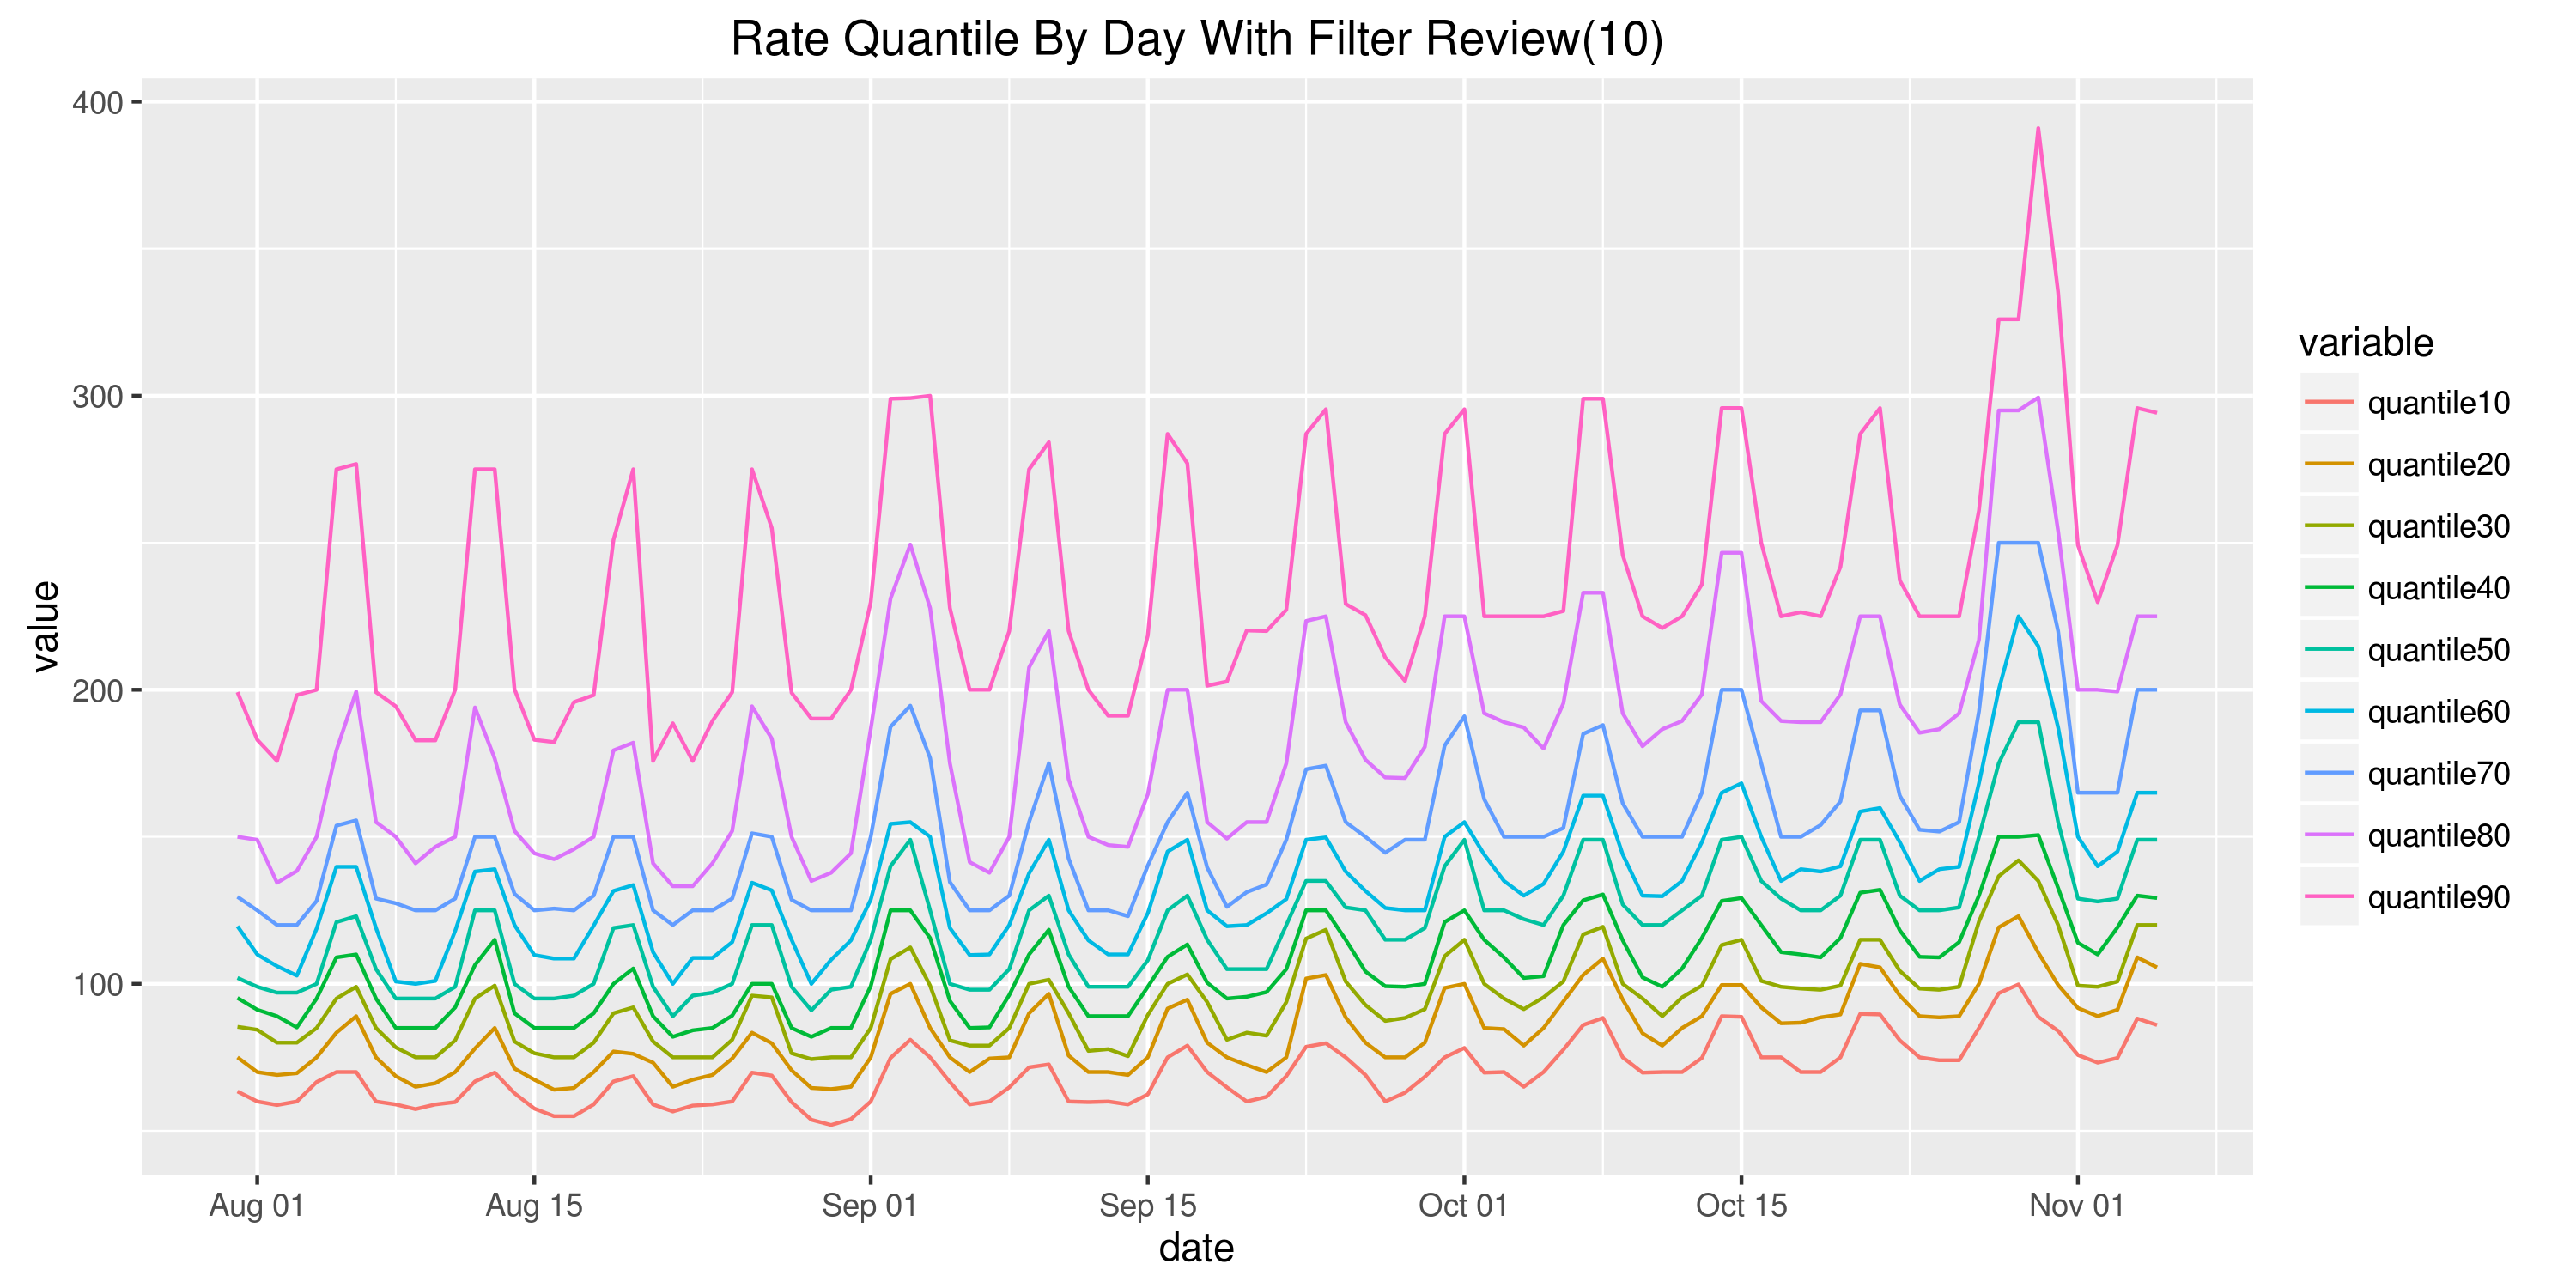 Rate Quantile By Day With Filter Review(10)
400
300
200
100
value
Aug 01
Aug 15
Sep 01
Sep 15
Oct 01
Oct 15
Nov 01
date
variable
quantile10
quantile20
quantile30
quantile40
quantile50
quantile60
quantile70
quantile80
quantile90